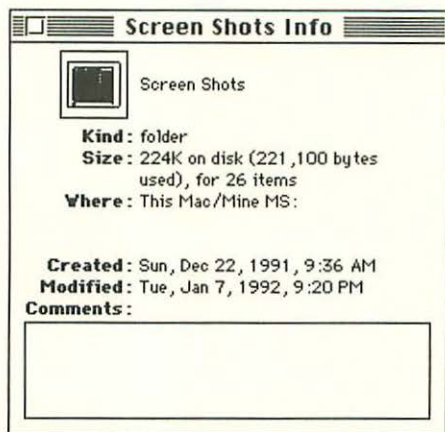 Screen Shots Info
Screen Shots
Kind: folder
Size: 224K on disk (221,100 bytes
used), for 26 items
Where: This Mac/Mine MS:
Created: Sun, Dec 22, 1991, 9:36 AM
Modified: Tue, Jan 7, 1992, 9:20 PM
Comments: